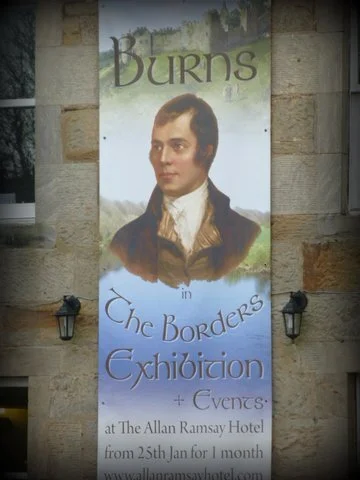 BURNS
in
The Borders
Exhibition
+ Events
at The Allan Ramsay Hotel
from 25th Jan for 1 month
www.allanramsayhotel.com